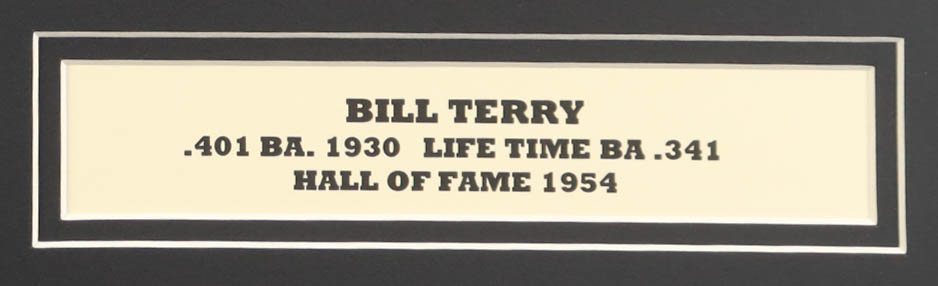 BILL TERRY
.401 BA. 1930 LIFE TIME BA .341
HALL OF FAME 1954